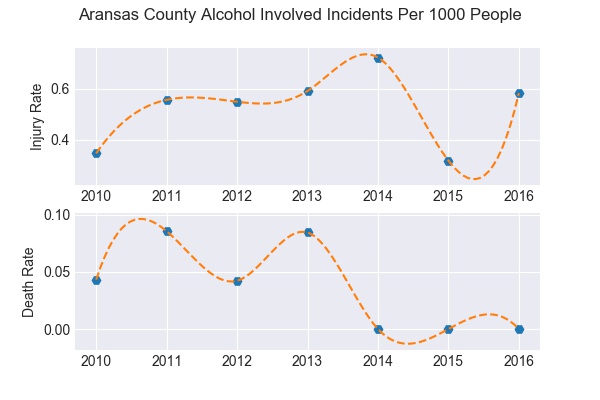 Aransas County Alcohol Involved Incidents Per 1000 People
Injury Rate
0.6
0.4
2010 2011 2012 2013 2014 2015 2016
Death Rate
0.10
0.05
0.00
2010 2011 2012 2013 2014 2015 2016